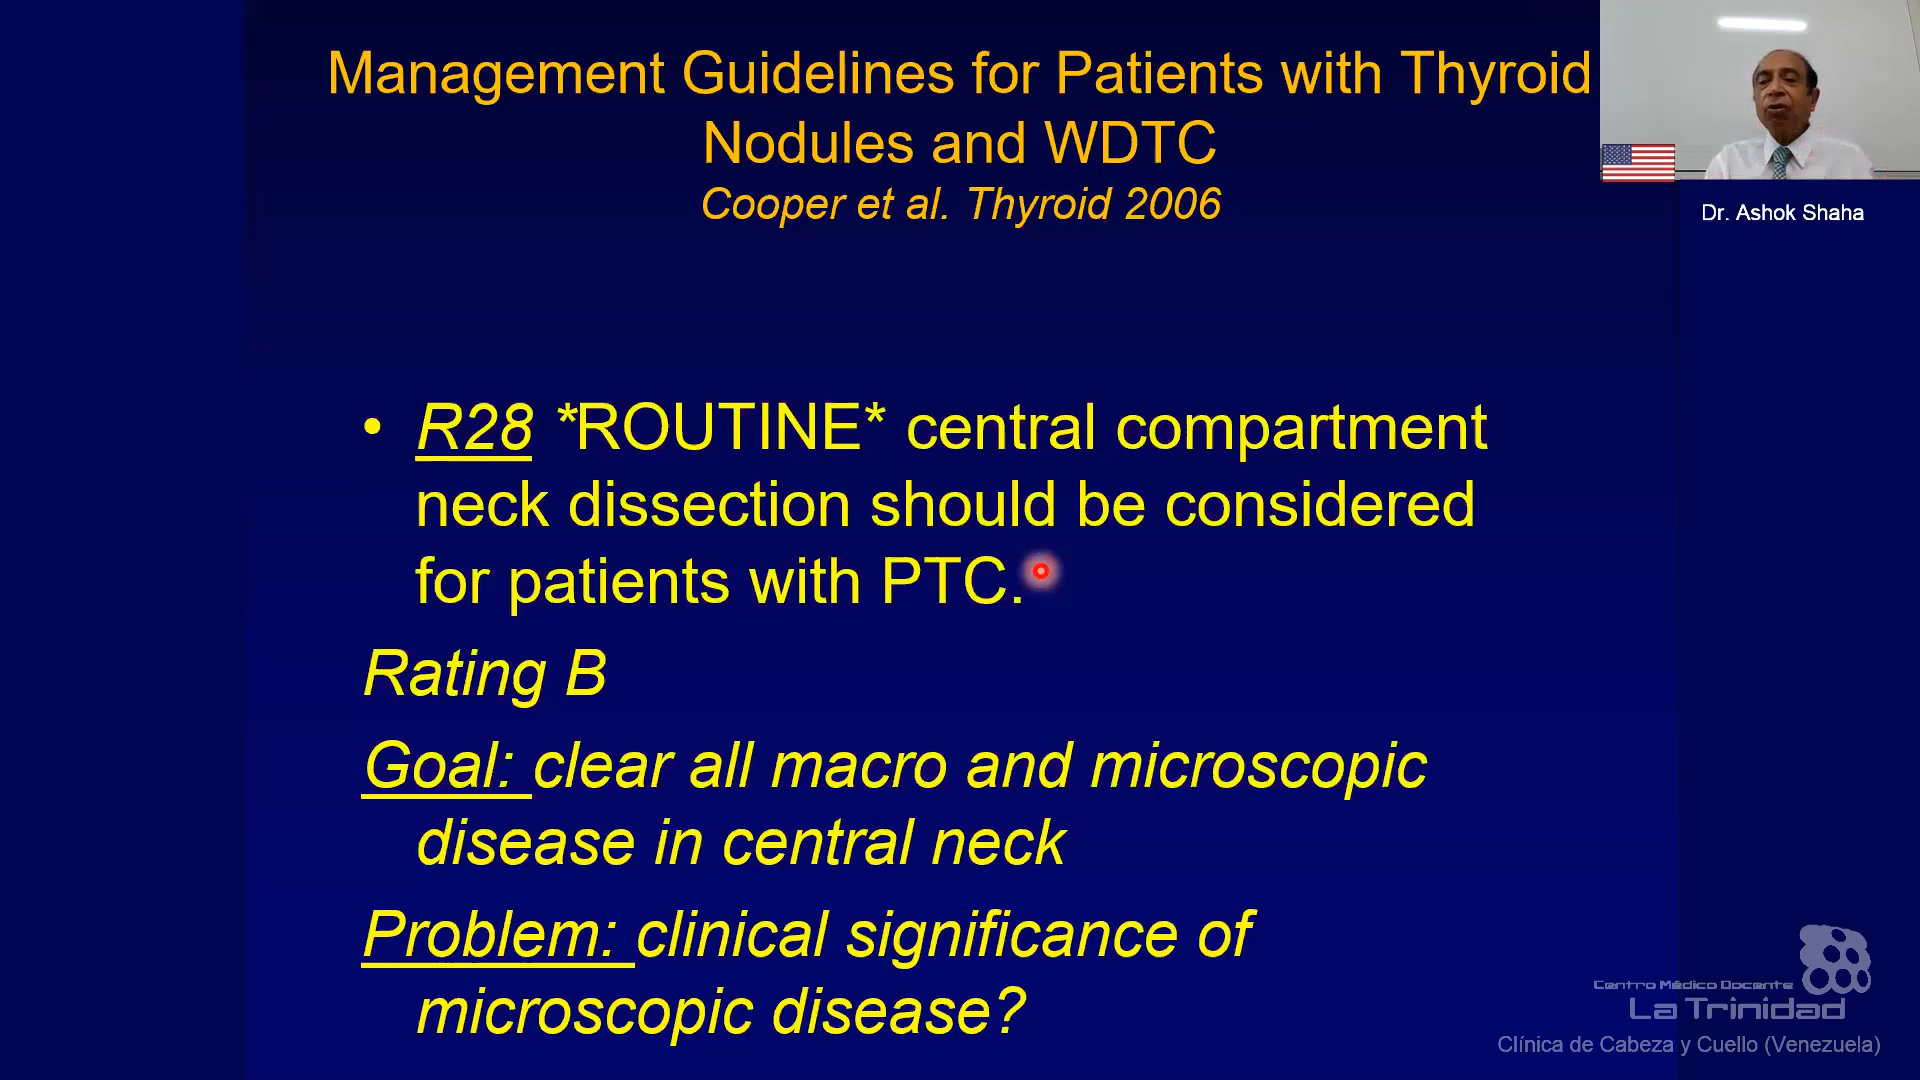 Management Guidelines for Patients with Thyroid
Nodules and WDTC
Cooper et al. Thyroid 2006
Dr. Ashok Shaha
• R28 *ROUTINE* central compartment
neck dissection should be considered
for patients with PTC.
Rating B
Goal: clear all macro and microscopic
disease in central neck
Problem: clinical significance of
microscopic disease?
Centro Médico Docente
La Trinidad
Clínica de Cabeza y Cuello (Venezuela)